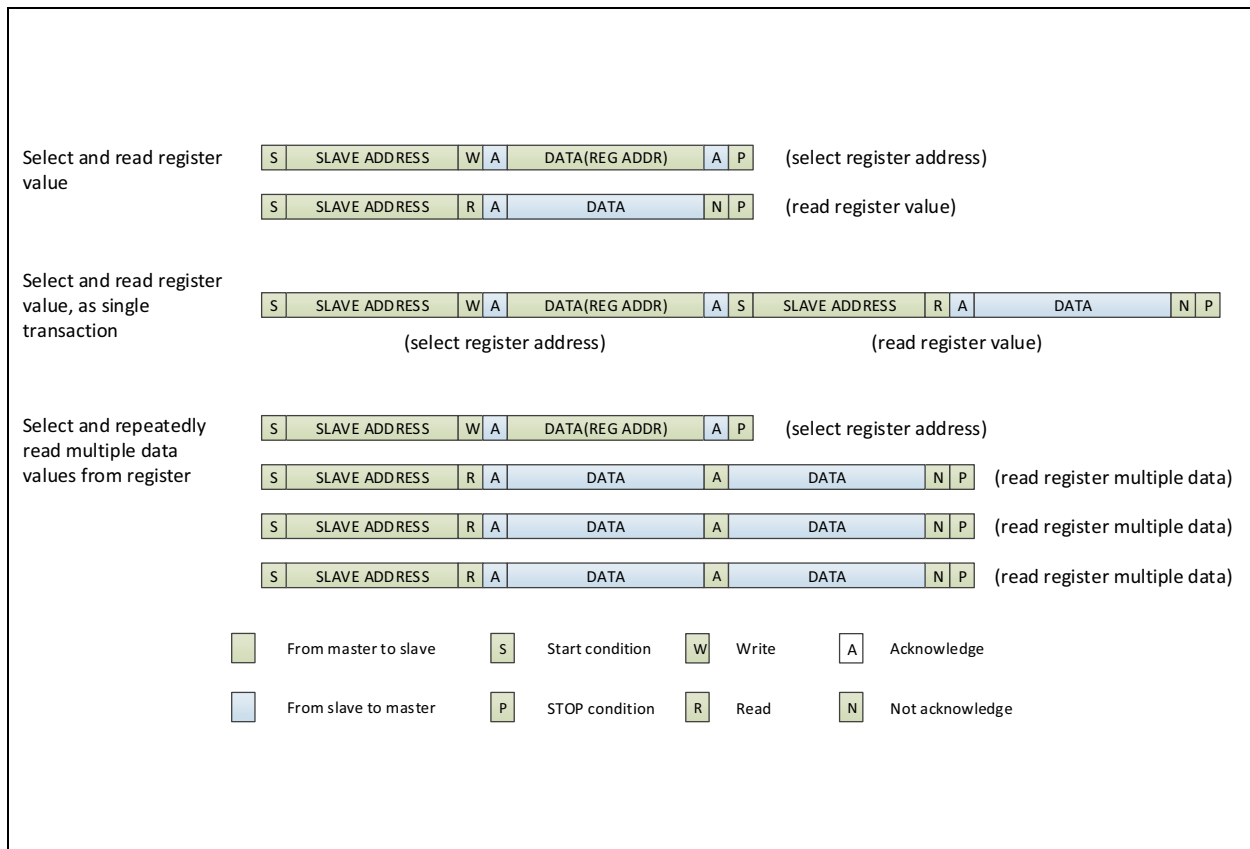 Select and read register
value
S SLAVE ADDRESS W A DATA(REG ADDR) A P (select register address)
S SLAVE ADDRESS R A DATA N P (read register value)
Select and read register
value, as single
transaction
S SLAVE ADDRESS W A DATA(REG ADDR) A S SLAVE ADDRESS R A DATA N P
(select register address) (read register value)
Select and repeatedly
read multiple data
values from register
S SLAVE ADDRESS W A DATA(REG ADDR) A P (select register address)
S SLAVE ADDRESS R A DATA A DATA N P (read register multiple data)
S SLAVE ADDRESS R A DATA A DATA N P (read register multiple data)
S SLAVE ADDRESS R A DATA A DATA N P (read register multiple data)
From master to slave S Start condition W Write A Acknowledge
From slave to master P STOP condition R Read N Not acknowledge